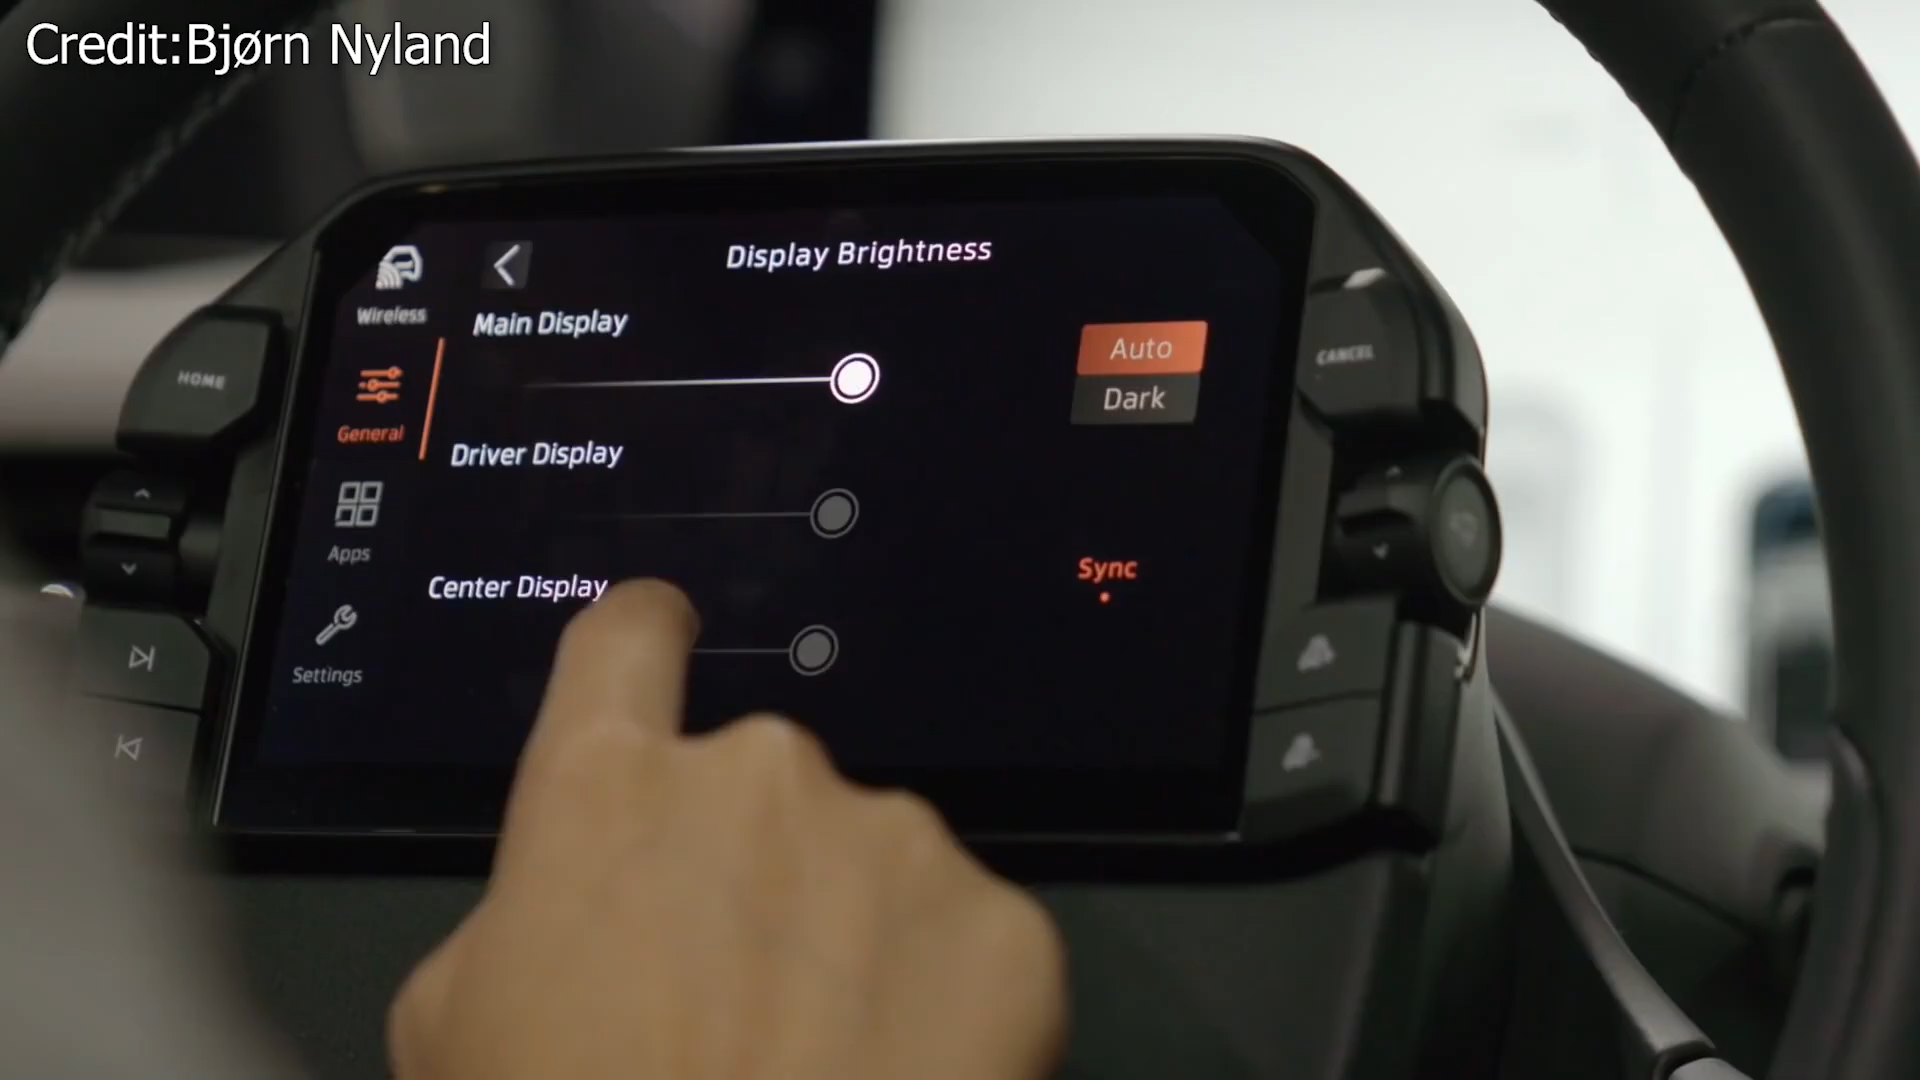 Credit:Bjørn Nyland
Display Brightness
Wireless
Main Display
HOME
Auto
CANCEL
Dark
General
Driver Display
Apps
Center Display
Sync
Settings